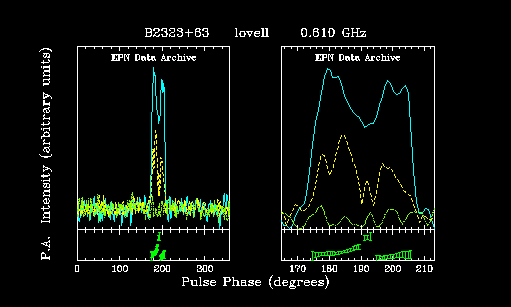 B2323+63 lovell 0.610 GHz
EPN Data Archive EPN Data Archive
P.A. Intensity (arbitrary units)
0 100 200 300 170 180 190 200 210
Pulse Phase (degrees)